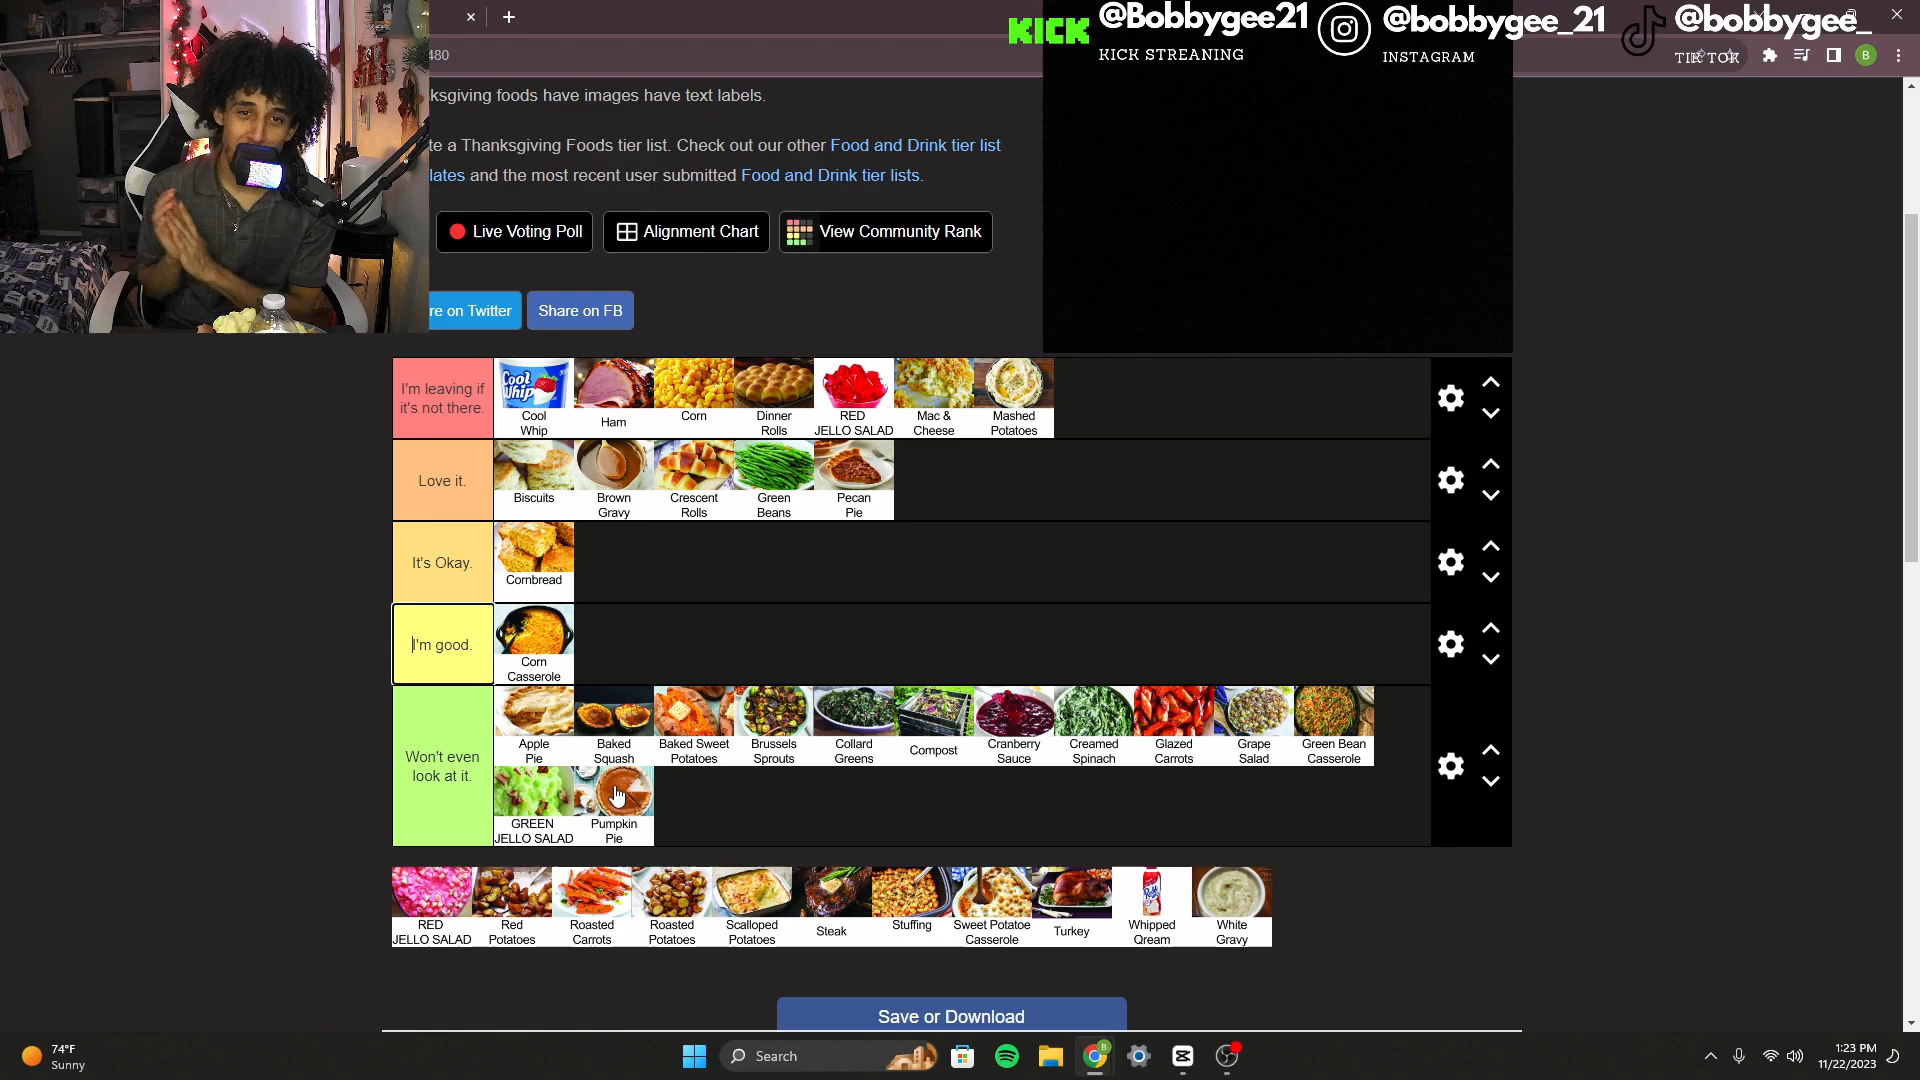 KICK
@Bobbygee21
KICK STREAMING
@bobbygee_21
INSTAGRAM
@bobbygee_
TIK TOK
480
B
ksgiving foods have images have text labels.
te a Thanksgiving Foods tier list. Check out our other Food and Drink tier list
lates and the most recent user submitted Food and Drink tier lists.
Live Voting Poll
Alignment Chart
View Community Rank
re on Twitter
Share on FB
I'm leaving if
it's not there.
Cool
Whip
Cool
Whip
Ham
Corn
Dinner
Rolls
RED
JELLO SALAD
Mac &
Cheese
Mashed
Potatoes
Love it.
Biscuits
Brown
Gravy
Crescent
Rolls
Green
Beans
Pecan
Pie
It's Okay.
Cornbread
I'm good.
Corn
Casserole
Won't even
look at it.
Apple
Pie
Baked
Squash
Baked Sweet
Potatoes
Brussels
Sprouts
Collard
Greens
Compost
Cranberry
Sauce
Creamed
Spinach
Glazed
Carrots
Grape
Salad
Green Bean
Casserole
GREEN
JELLO SALAD
Pumpkin
Pie
RED
JELLO SALAD
Red
Potatoes
Roasted
Carrots
Roasted
Potatoes
Scalloped
Potatoes
Steak
Stuffing
Sweet Potatoe
Casserole
Turkey
Whipped
Qream
White
Gravy
Save or Download
74°F
Sunny
Search
B
1:23 PM
11/22/2023